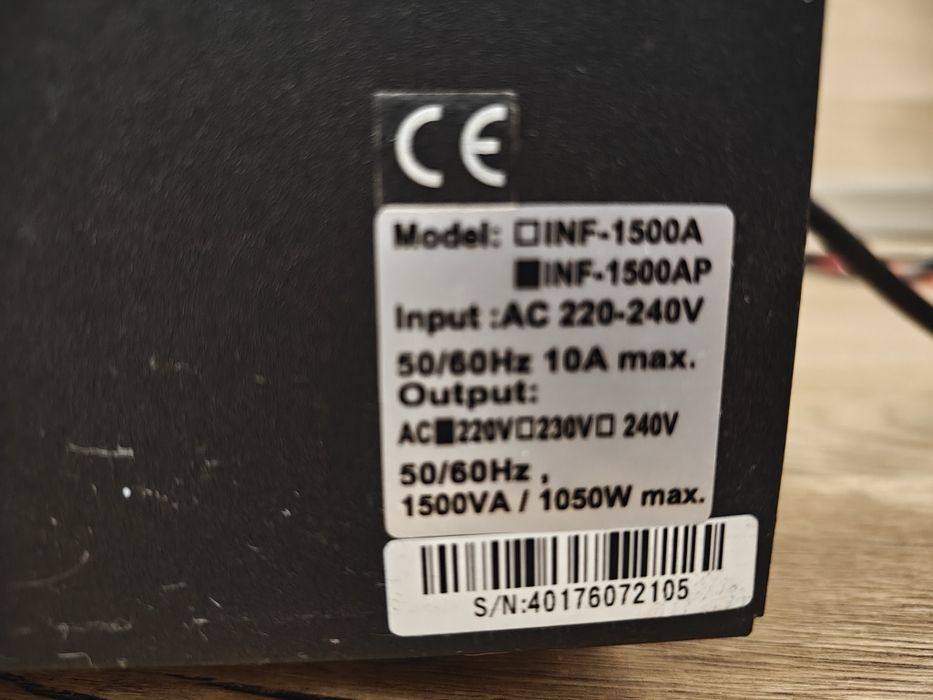 CE
Model: □INF-1500A
■INF-1500AP
Input :AC 220-240V
50/60Hz 10A max.
Output:
AC■220V□230V□ 240V
50/60Hz ,
1500VA / 1050W max.
S/N:40176072105